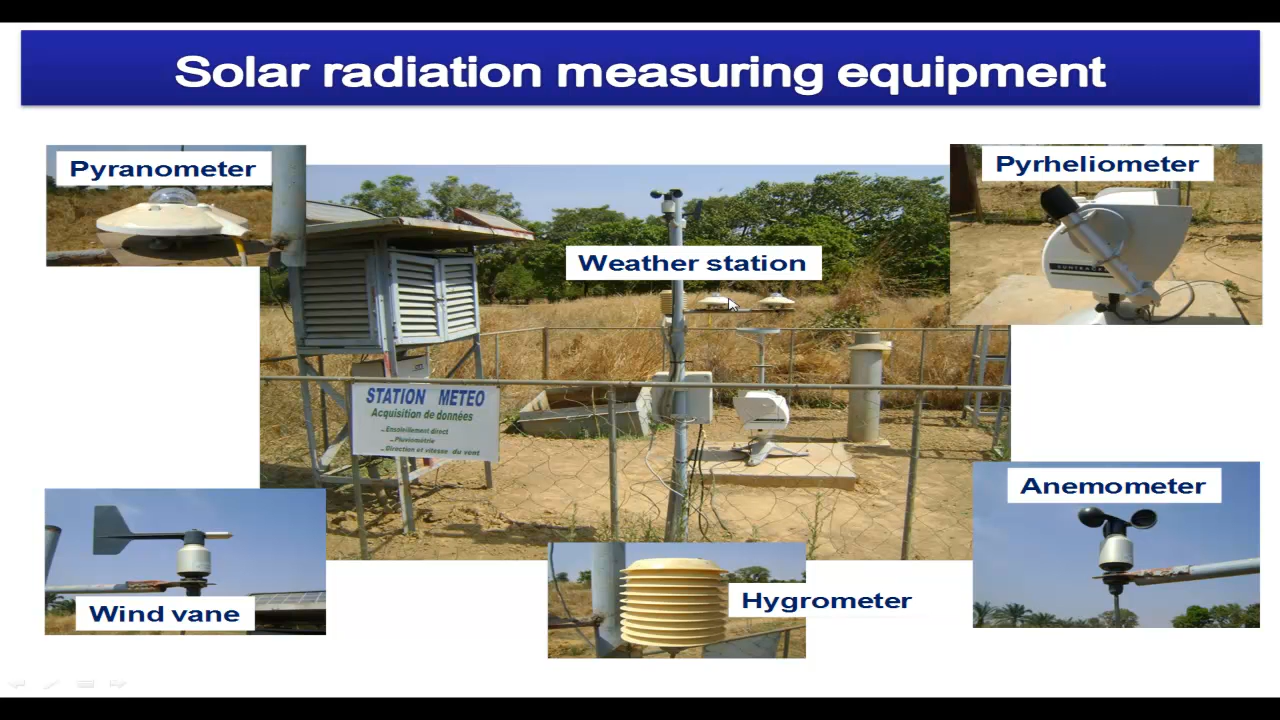 Solar radiation measuring equipment
Pyranometer
Pyrheliometer
Weather station
SUNTRACK
STATION METEO
Acquisition de données
Ensoleillement direct
Pluviométrie
Direction et vitesse du vent
Anemometer
Hygrometer
Wind vane